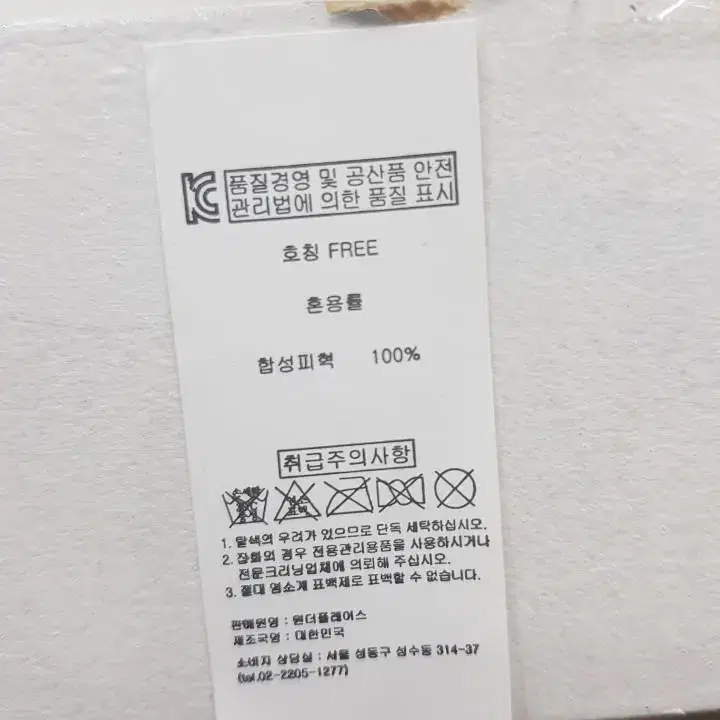 KC 품질경영 및 공산품 안전
관리법에 의한 품질 표시
호칭 FREE
혼용률
합성피혁 100%
취급주의사항
1. 탈색의 우려가 있으므로 단독 세탁하십시오.
2. 장화의 경우 전용관리용품을 사용하시거나
전문크리닝업체에 의뢰해 주십시오.
3. 절대 염소계 표백제로 표백할 수 없습니다.
판매원명 : 원더플레이스
제조국명 : 대한민국
소비자 상담실 : 서울 성동구 성수동 314-37
(tel.02-2205-1277)